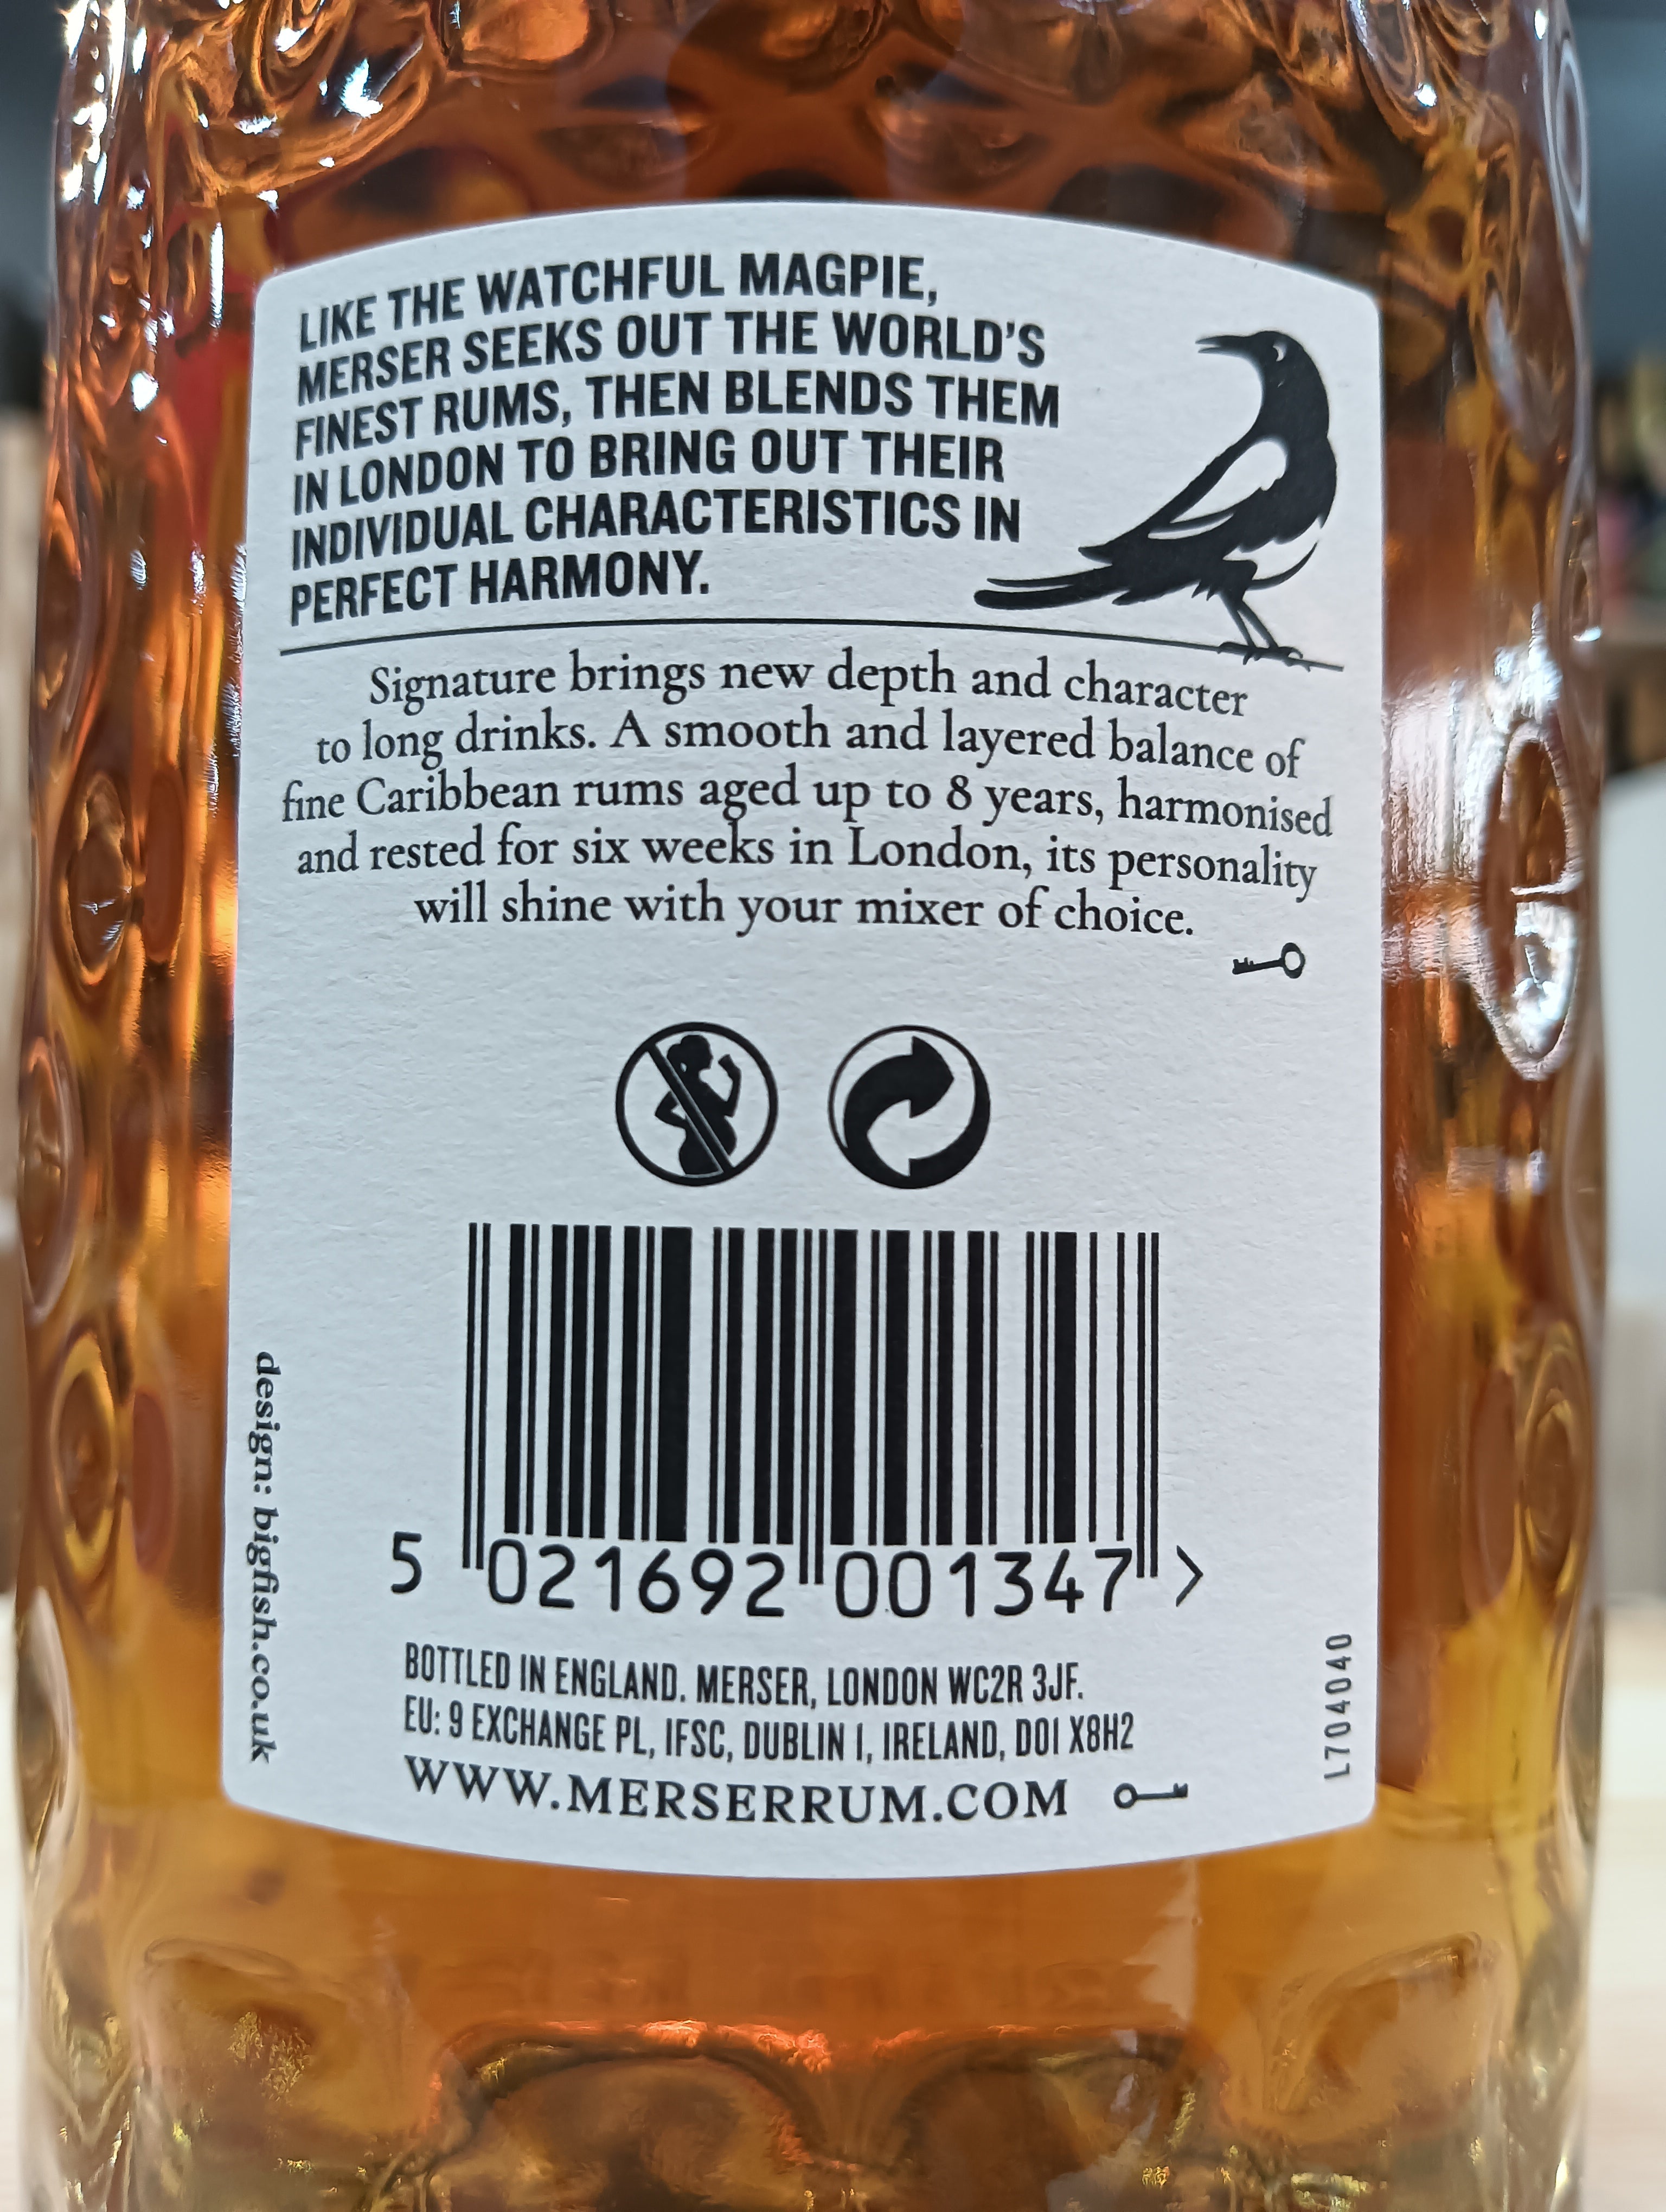 LIKE THE WATCHFUL MAGPIE,
MERSER SEEKS OUT THE WORLD'S
FINEST RUMS, THEN BLENDS THEM
IN LONDON TO BRING OUT THEIR
INDIVIDUAL CHARACTERISTICS IN
PERFECT HARMONY.
Signature brings new depth and character
to long drinks. A smooth and layered balance of
fine Caribbean rums aged up to 8 years, harmonised
and rested for six weeks in London, its personality
will shine with your mixer of choice.
design: bigfish.co.uk
5 021692 001347 >
BOTTLED IN ENGLAND. MERSER, LONDON WC2R 3JF.
EU: 9 EXCHANGE PL, IFSC, DUBLIN 1, IRELAND, D01 X8H2
WWW.MERSERRUM.COM
L704040